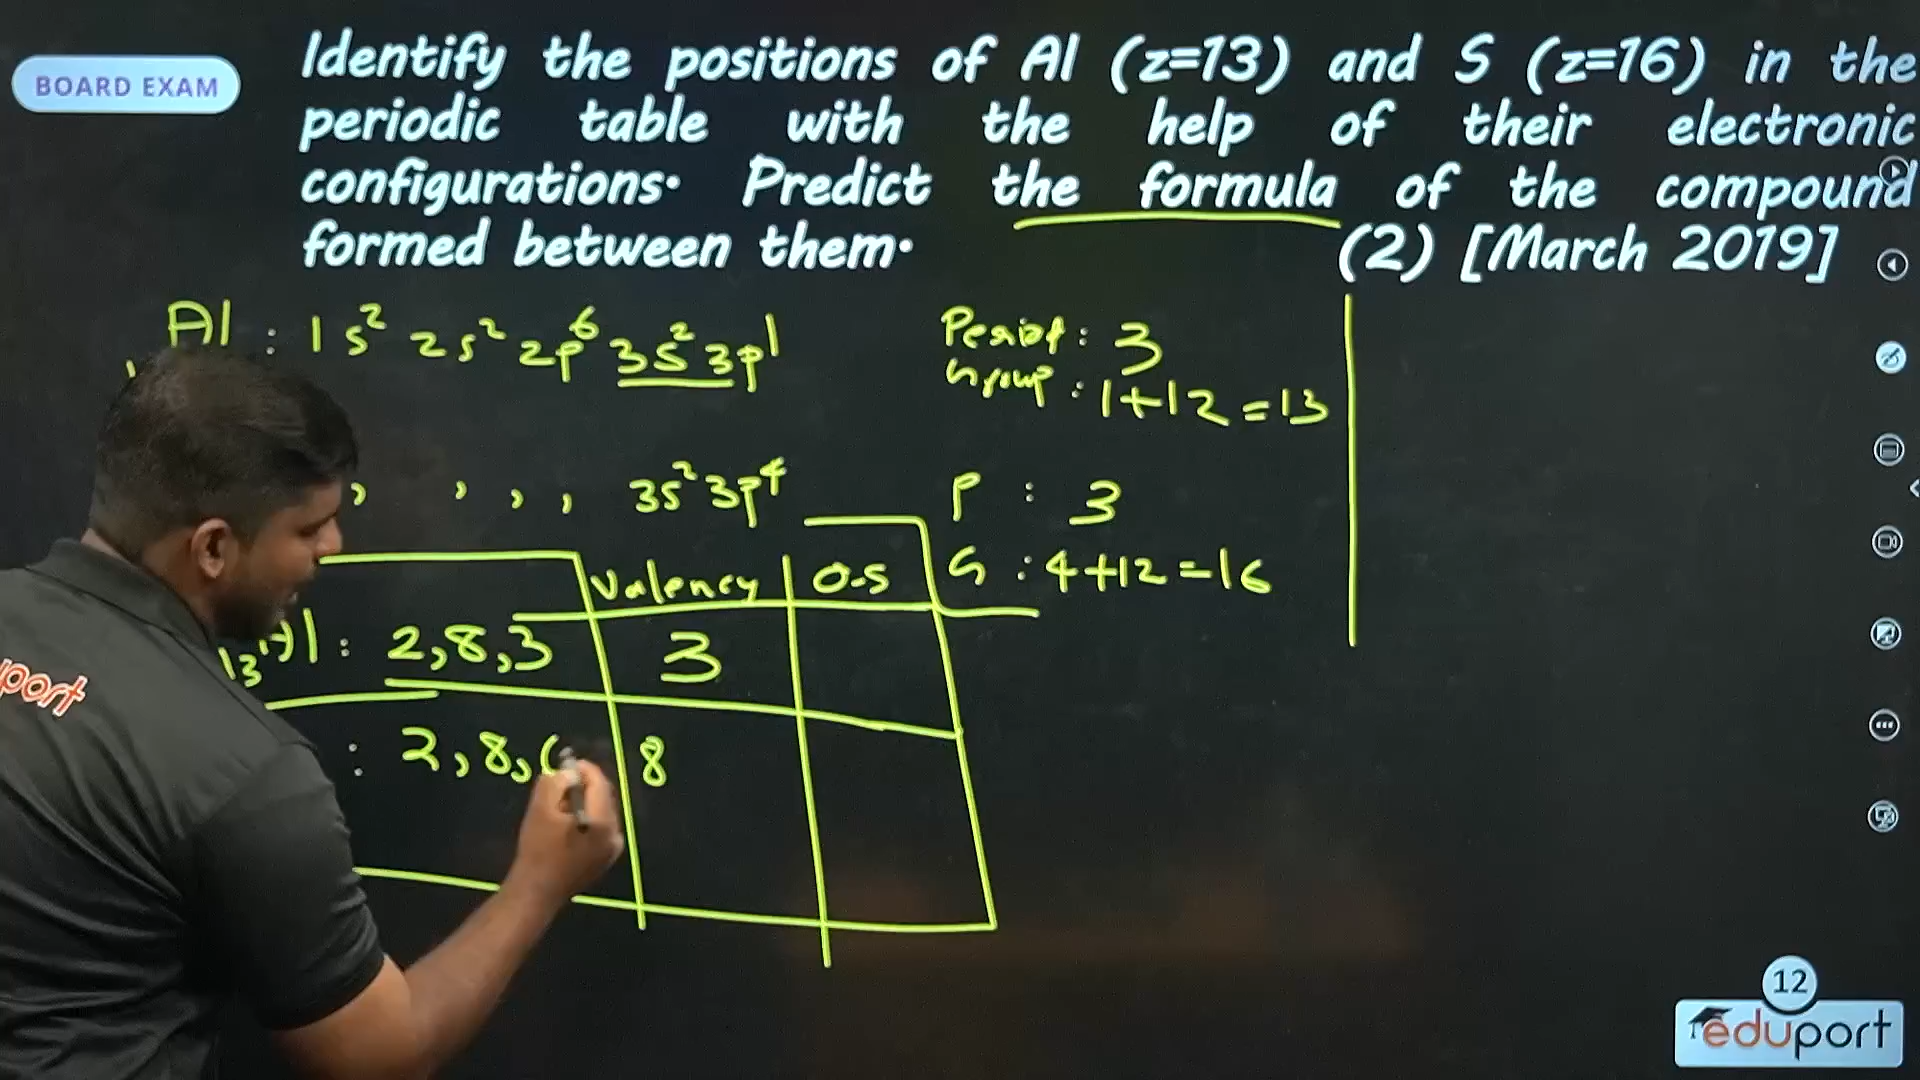 BOARD EXAM
Identify the positions of Al (z=13) and S (z=16) in the
periodic table with the help of their electronic
configurations. Predict the formula of the compound
formed between them. (2) [March 2019]
Al : 1s² 2s² 2p⁶ 3s² 3p¹
Period : 3
Group : 1+12=13
, , , , 3s² 3p⁴
P : 3
G : 4+12=16
Valency O.S
13Al : 2,8,3 3
: 2,8, 8
port
12
eduport